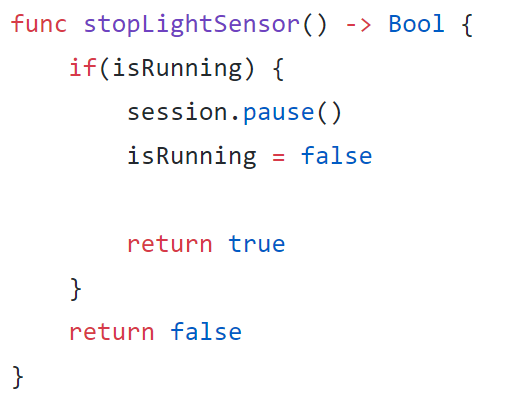 func stopLightSensor() -> Bool {
    if(isRunning) {
        session.pause()
        isRunning = false

        return true
    }
    return false
}